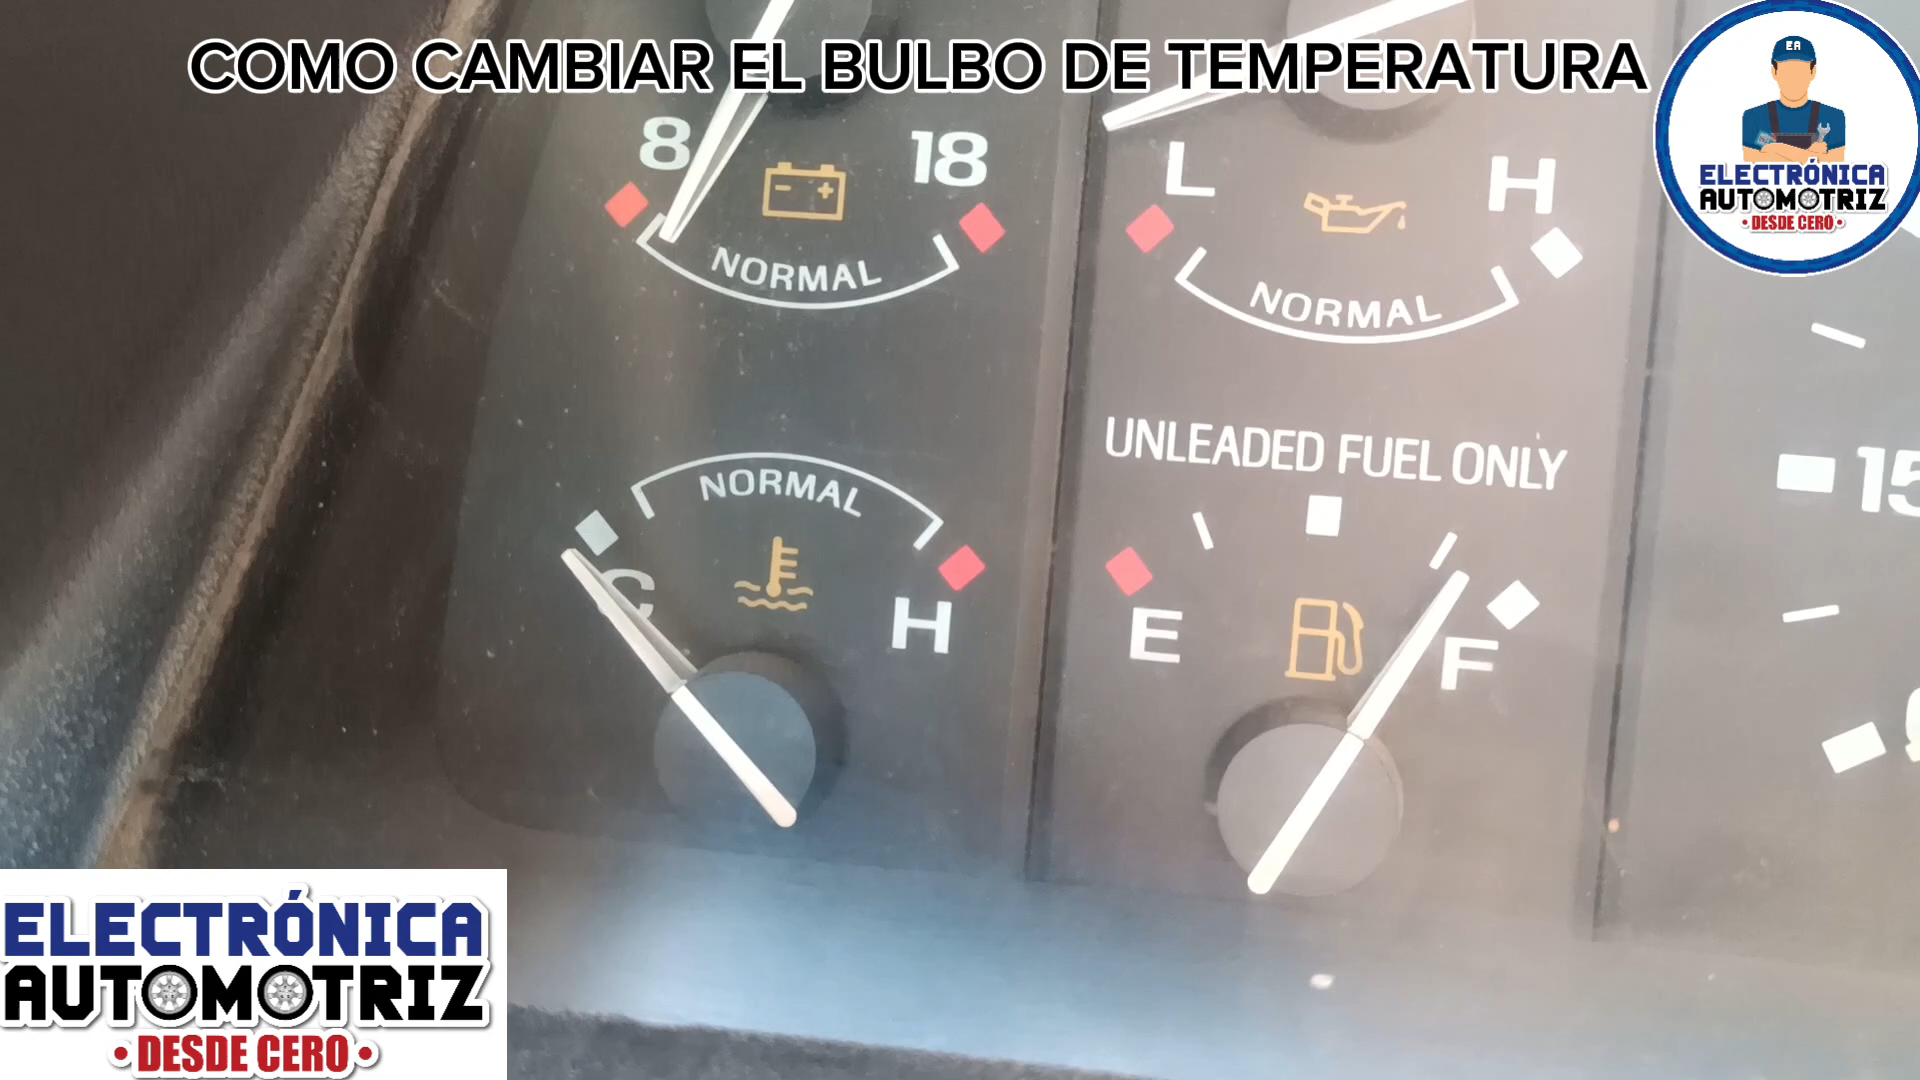 COMO CAMBIAR EL BULBO DE TEMPERATURA
EA
ELECTRÓNICA
AUTOMOTRIZ
• DESDE CERO •
8 18
NORMAL
L H
NORMAL
UNLEADED FUEL ONLY
NORMAL
C H
E F
15
ELECTRÓNICA
AUTOMOTRIZ
• DESDE CERO •